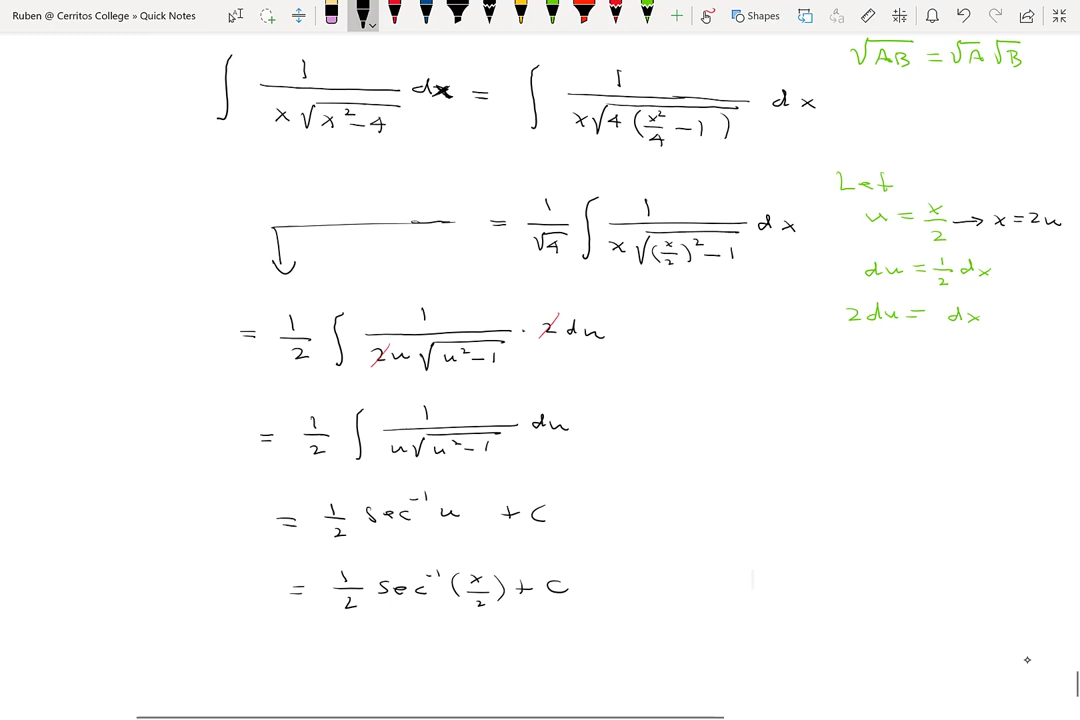 Ruben @ Cerritos College » Quick Notes
Shapes
√(AB) = √A √B
∫ 1/(x√(x²-4)) dx = ∫ 1/(x√(4(x²/4 - 1))) dx
Let
u = x/2 → x = 2u
= 1/√4 ∫ 1/(x√((x/2)² - 1)) dx
du = 1/2 dx
2du = dx
= 1/2 ∫ 1/(2u√(u²-1)) · 2 du
= 1/2 ∫ 1/(u√(u²-1)) du
= 1/2 sec⁻¹ u + C
= 1/2 sec⁻¹(x/2) + C